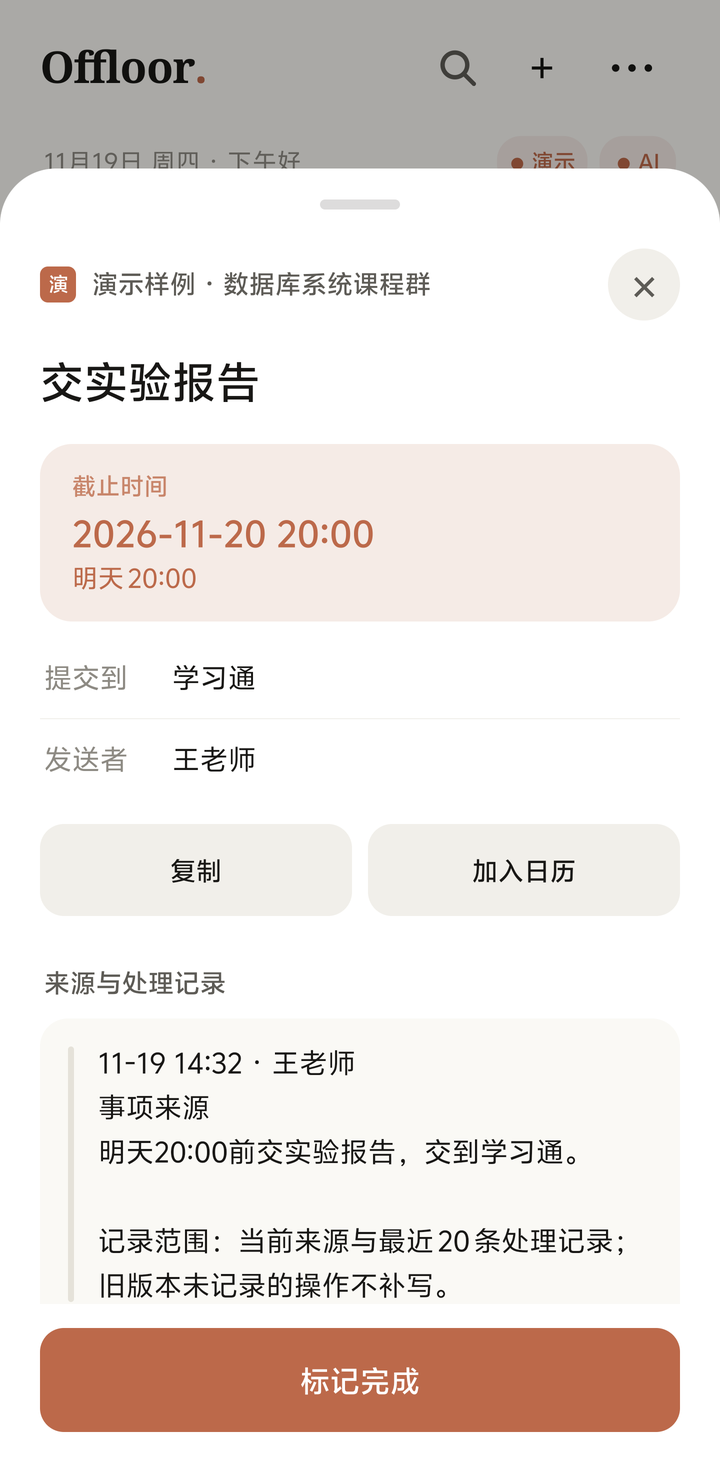 Offloor.
11月19日 周四 · 下午好
演示
AI
演 演示样例 · 数据库系统课程群
交实验报告
截止时间
2026-11-20 20:00
明天 20:00
提交到 学习通
发送者 王老师
复制
加入日历
来源与处理记录
11-19 14:32 · 王老师
事项来源
明天20:00前交实验报告，交到学习通。
记录范围：当前来源与最近 20 条处理记录；
旧版本未记录的操作不补写。
标记完成